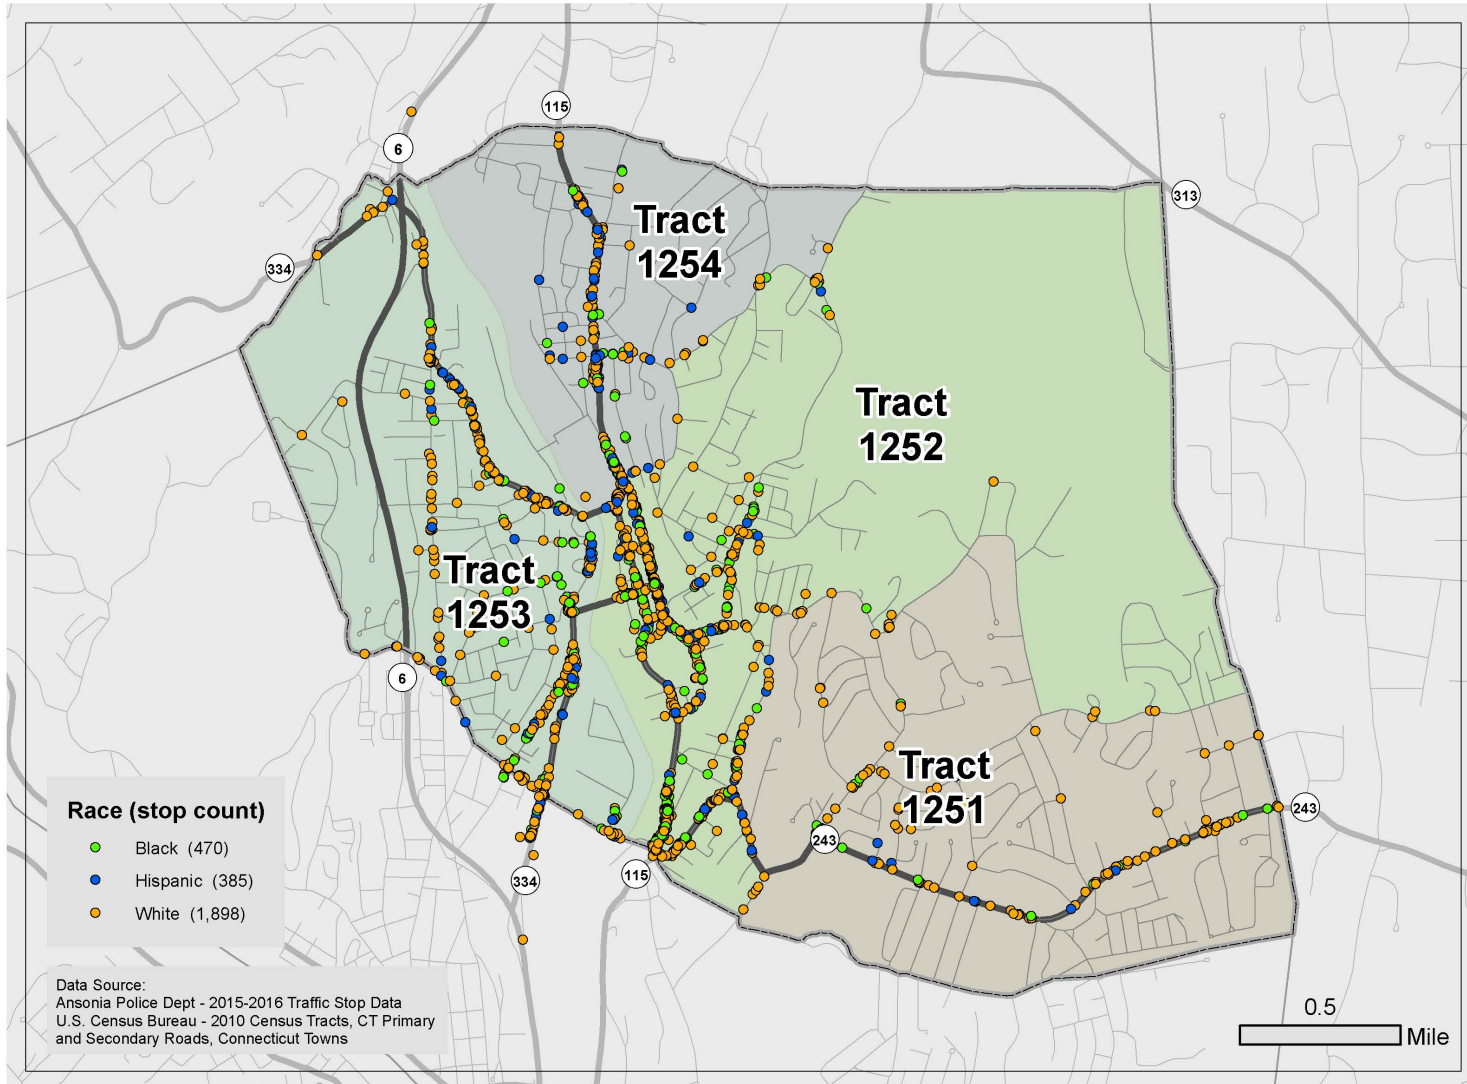 115
6
313
334
Tract
1254
Tract
1252
Tract
1253
6
Tract
1251
243
243
334
115
Race (stop count)
Black (470)
Hispanic (385)
White (1,898)
Data Source:
Ansonia Police Dept - 2015-2016 Traffic Stop Data
U.S. Census Bureau - 2010 Census Tracts, CT Primary
and Secondary Roads, Connecticut Towns
0.5
Mile